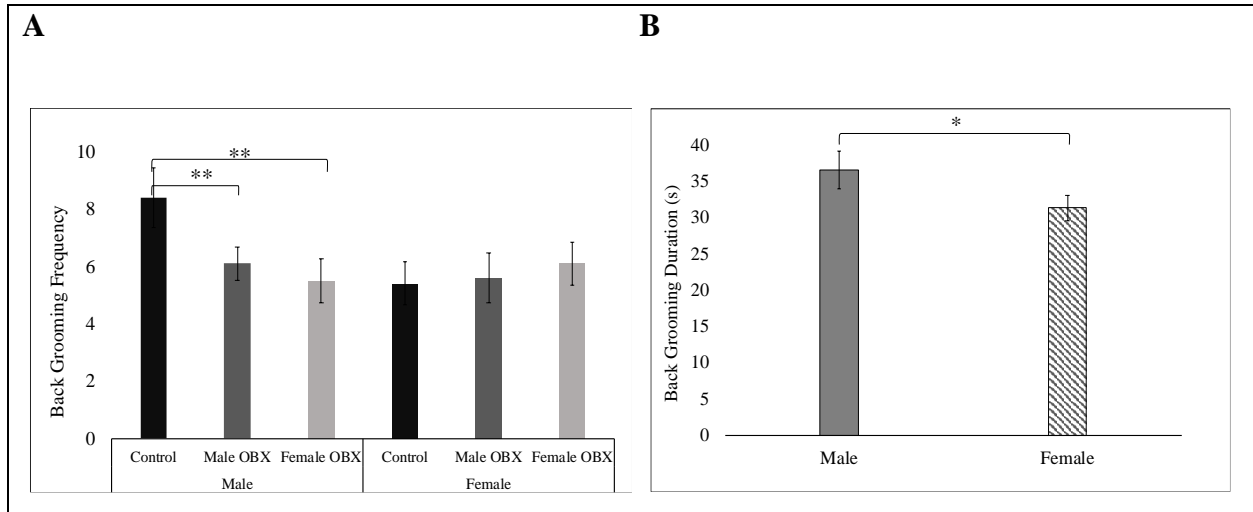 A
Back Grooming Frequency
10
8
6
4
2
0
**
**
Control Male OBX Female OBX Control Male OBX Female OBX
Male Female
B
Back Grooming Duration (s)
40
35
30
25
20
15
10
5
0
*
Male Female